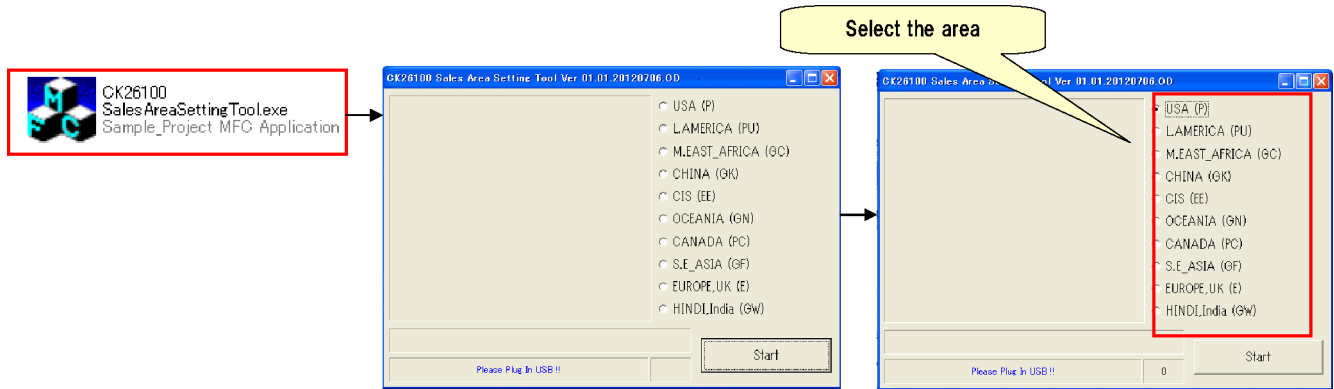 Select the area
CK26100
SalesAreaSettingTool.exe
Sample_Project MFC Application
CK26100 Sales Area Setting Tool Ver 01.01.20120706.OD
USA (P)
L.AMERICA (PU)
M.EAST_AFRICA (GC)
CHINA (GK)
CIS (EE)
OCEANIA (GN)
CANADA (PC)
S.E_ASIA (GF)
EUROPE,UK (E)
HINDI,India (GW)
Start
Please Plug In USB !!
USA (P)
L.AMERICA (PU)
M.EAST_AFRICA (GC)
CHINA (GK)
CIS (EE)
OCEANIA (GN)
CANADA (PC)
S.E_ASIA (GF)
EUROPE,UK (E)
HINDI,India (GW)
Start
Please Plug In USB !!
0